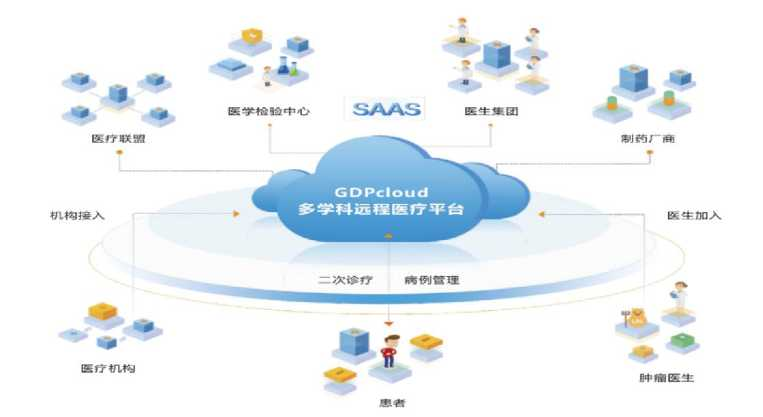 医学检验中心
SAAS
医生集团
医疗联盟
制药厂商
GDPcloud
多学科远程医疗平台
机构接入
医生加入
二次诊疗
病例管理
医疗机构
肿瘤医生
患者